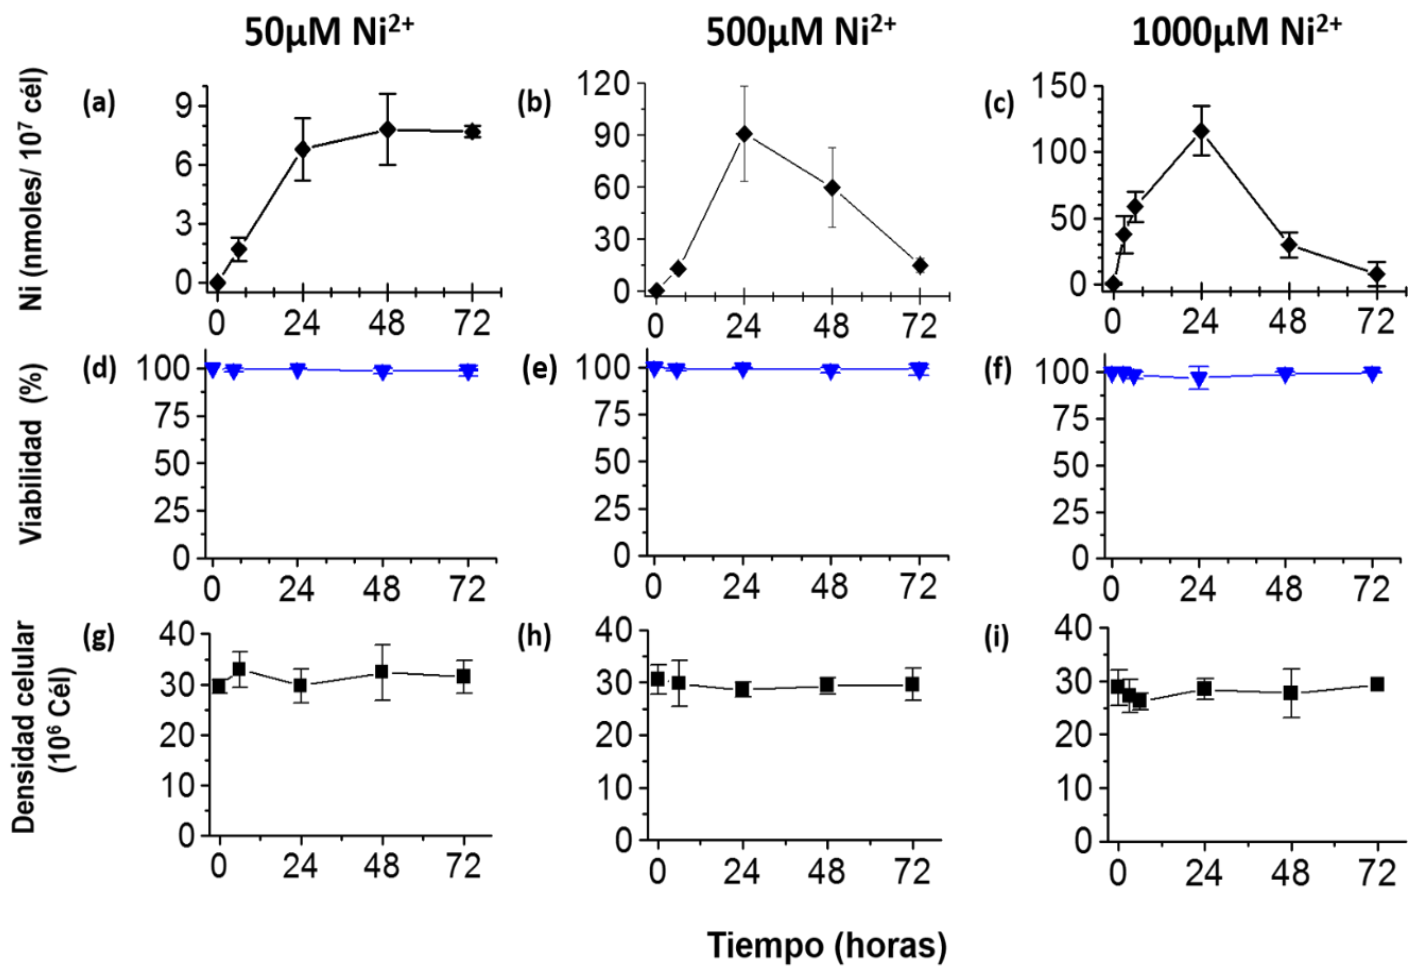 50μM Ni²⁺ 500μM Ni²⁺ 1000μM Ni²⁺
Ni (nmoles/ 10⁷ cél)
(a)
9
6
3
0
0 24 48 72
(b)
120
90
60
30
0
0 24 48 72
(c)
150
100
50
0
0 24 48 72
Viabilidad (%)
(d)
100
75
50
25
0
0 24 48 72
(e)
100
75
50
25
0
0 24 48 72
(f)
100
75
50
25
0
0 24 48 72
Densidad celular
(10⁶ Cél)
(g)
40
30
20
10
0
0 24 48 72
(h)
40
30
20
10
0
0 24 48 72
(i)
40
30
20
10
0
0 24 48 72
Tiempo (horas)